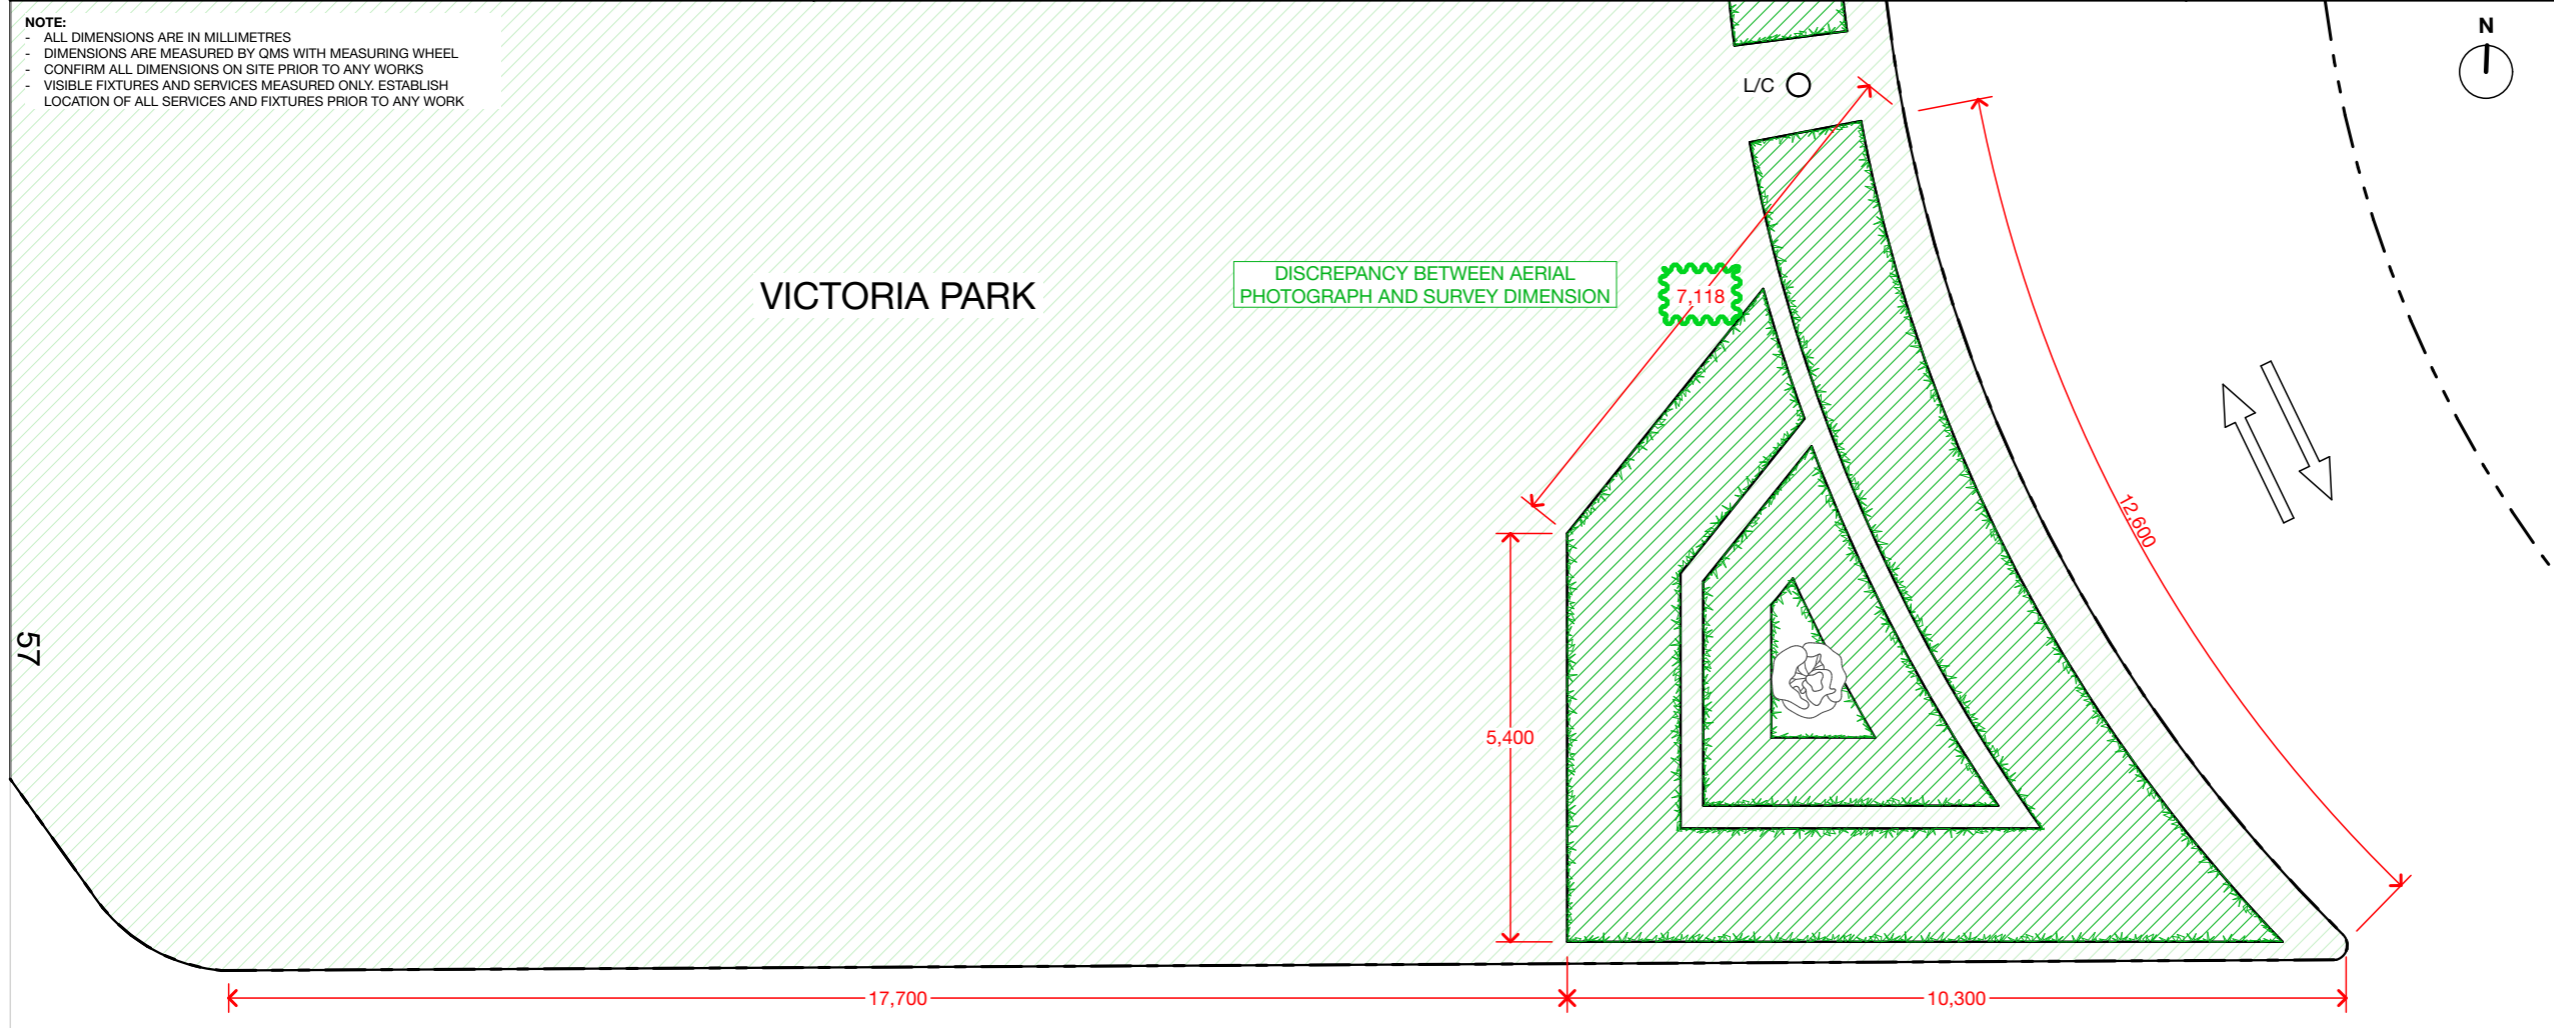 NOTE:
- ALL DIMENSIONS ARE IN MILLIMETRES
- DIMENSIONS ARE MEASURED BY QMS WITH MEASURING WHEEL
- CONFIRM ALL DIMENSIONS ON SITE PRIOR TO ANY WORKS
- VISIBLE FIXTURES AND SERVICES MEASURED ONLY. ESTABLISH
LOCATION OF ALL SERVICES AND FIXTURES PRIOR TO ANY WORK
N
L/C
VICTORIA PARK
DISCREPANCY BETWEEN AERIAL
PHOTOGRAPH AND SURVEY DIMENSION
7,118
12,600
57
5,400
17,700
10,300